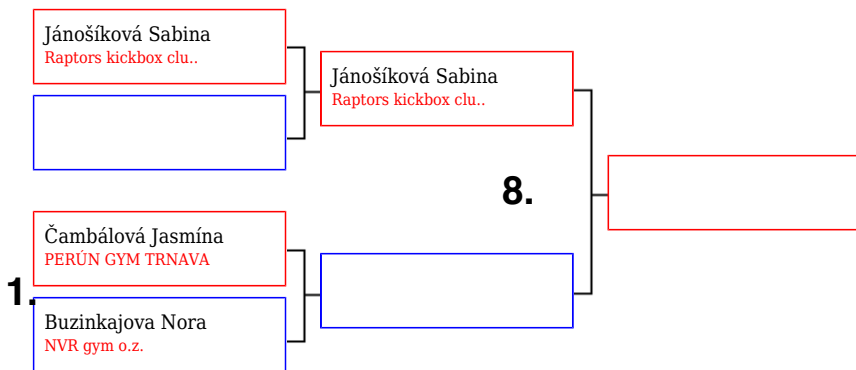 Jánošíková Sabina
Raptors kickbox clu..
Jánošíková Sabina
Raptors kickbox clu..
8.
Čambálová Jasmína
PERÚN GYM TRNAVA
1.
Buzinkajova Nora
NVR gym o.z.